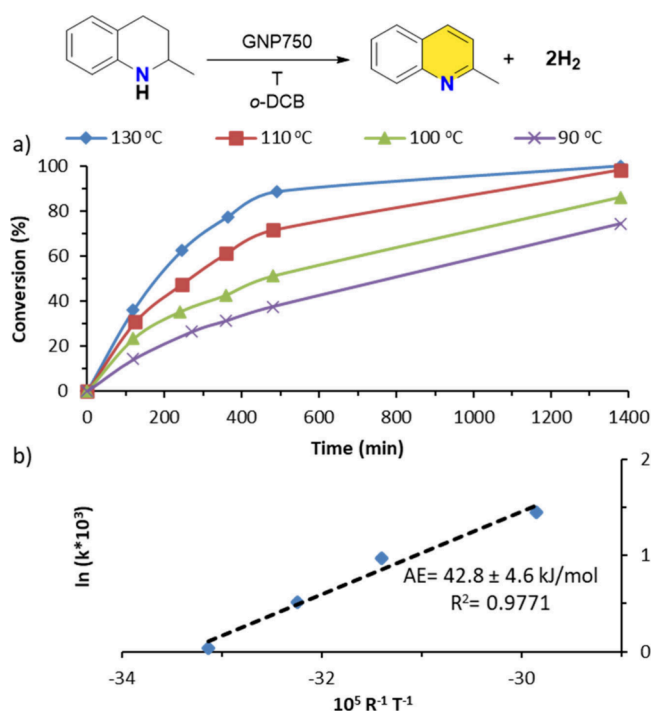 GNP750
T
o-DCB
N
H
N
+ 2H₂
130 ºC 110 ºC 100 ºC 90 ºC
a)
100
80
60
40
20
0
Conversion (%)
0 200 400 600 800 1000 1200 1400
Time (min)
b)
2
1
0
ln (k*10³)
AE= 42.8 ± 4.6 kJ/mol
R²= 0.9771
-34 -32 -30
10⁵ R⁻¹ T⁻¹